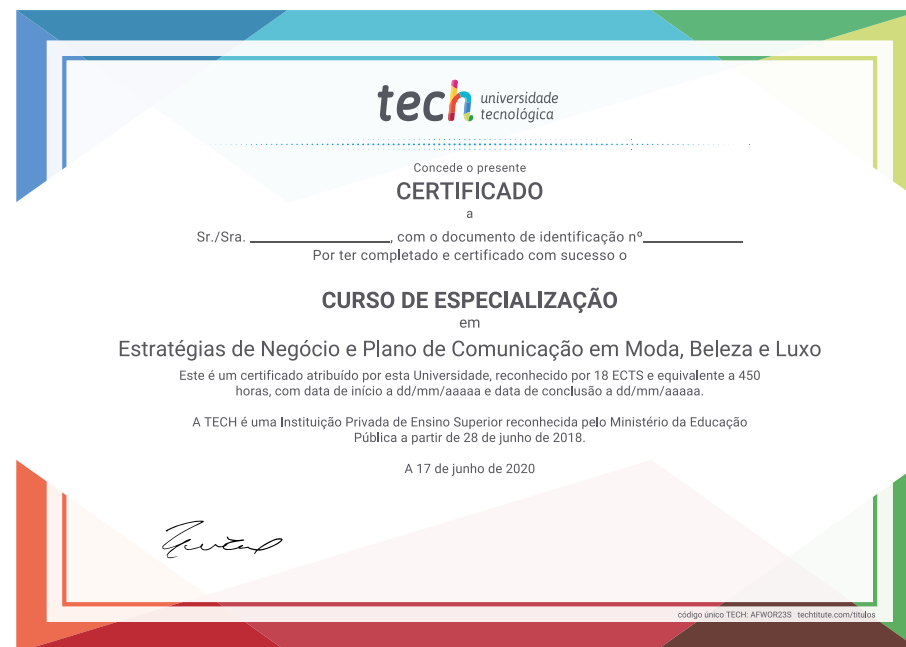 tech universidade
tecnológica
Concede o presente
CERTIFICADO
a
Sr./Sra. ____________________, com o documento de identificação nº______________
Por ter completado e certificado com sucesso o
CURSO DE ESPECIALIZAÇÃO
em
Estratégias de Negócio e Plano de Comunicação em Moda, Beleza e Luxo
Este é um certificado atribuído por esta Universidade, reconhecido por 18 ECTS e equivalente a 450
horas, com data de início a dd/mm/aaaaa e data de conclusão a dd/mm/aaaaa.
A TECH é uma Instituição Privada de Ensino Superior reconhecida pelo Ministério da Educação
Pública a partir de 28 de junho de 2018.
A 17 de junho de 2020
código único TECH: AFWOR23S techtitute.com/titulos